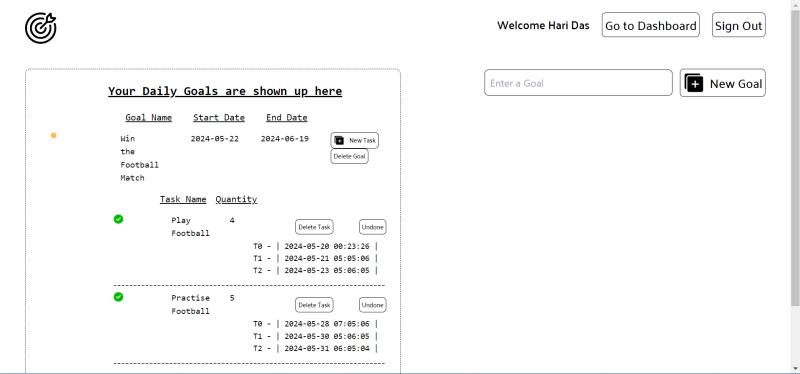 Welcome Hari Das Go to Dashboard Sign Out
Your Daily Goals are shown up here
Enter a Goal New Goal
Goal Name Start Date End Date
Win 2024-05-22 2024-06-19 New Task
the
Football Delete Goal
Match
Task Name Quantity
Play 4 Delete Task Undone
Football
T0 - | 2024-05-20 00:23:26 |
T1 - | 2024-05-21 05:05:06 |
T2 - | 2024-05-23 05:06:05 |
Practise 5 Delete Task Undone
Football
T0 - | 2024-05-28 07:05:06 |
T1 - | 2024-05-30 05:06:05 |
T2 - | 2024-05-31 06:05:04 |